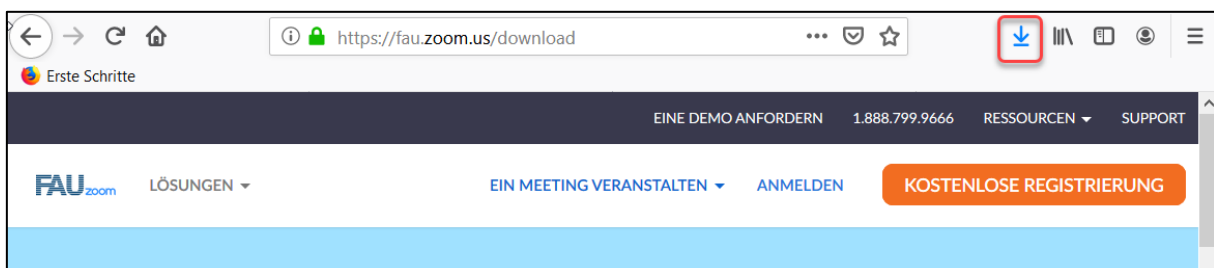 https://fau.zoom.us/download
Erste Schritte
EINE DEMO ANFORDERN 1.888.799.9666 RESSOURCEN SUPPORT
FAU zoom LÖSUNGEN EIN MEETING VERANSTALTEN ANMELDEN KOSTENLOSE REGISTRIERUNG